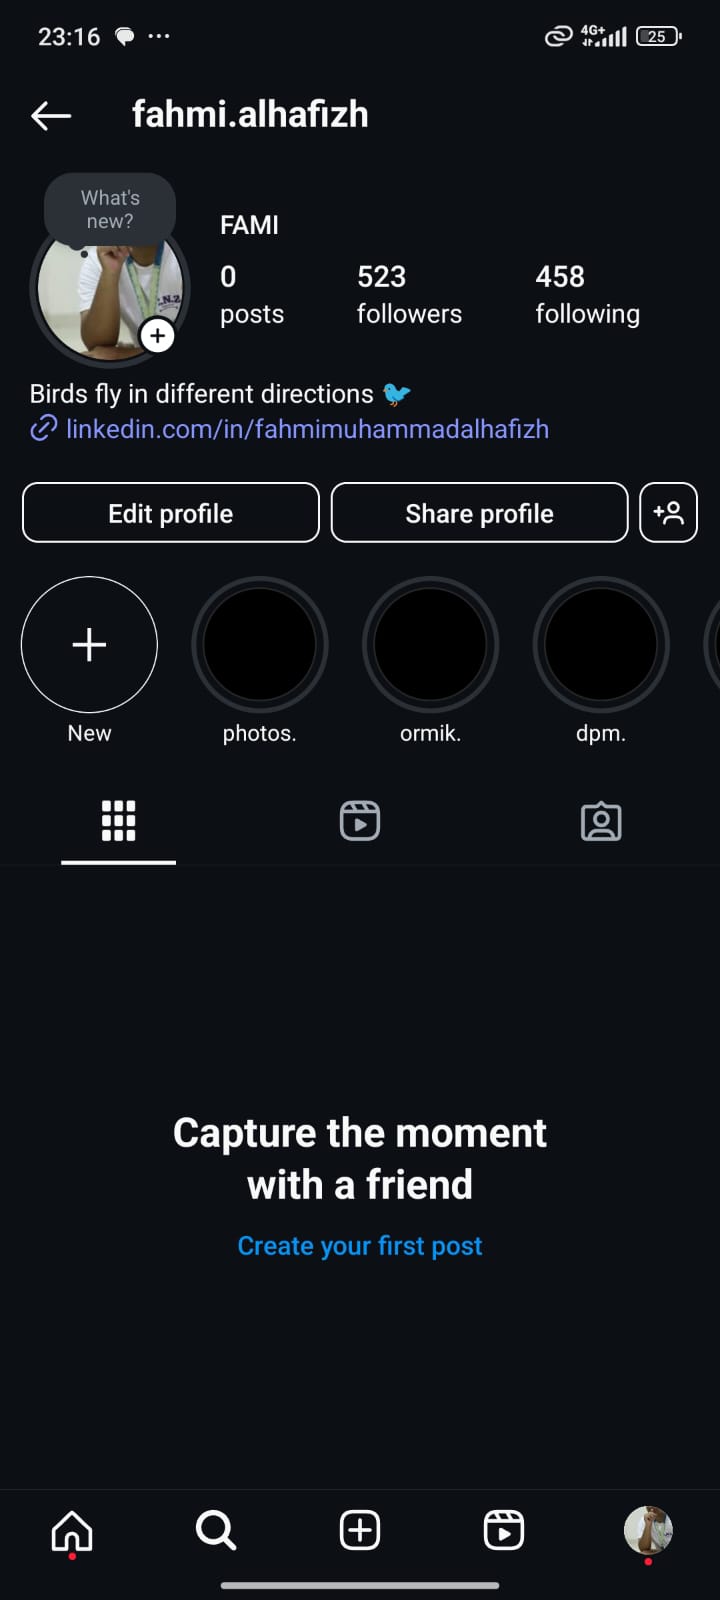 23:16
4G+
25
fahmi.alhafizh
What's
new?
FAMI
0
523
458
posts
followers
following
Birds fly in different directions 🐦
linkedin.com/in/fahmimuhammadalhafizh
Edit profile
Share profile
New
photos.
ormik.
dpm.
Capture the moment
with a friend
Create your first post